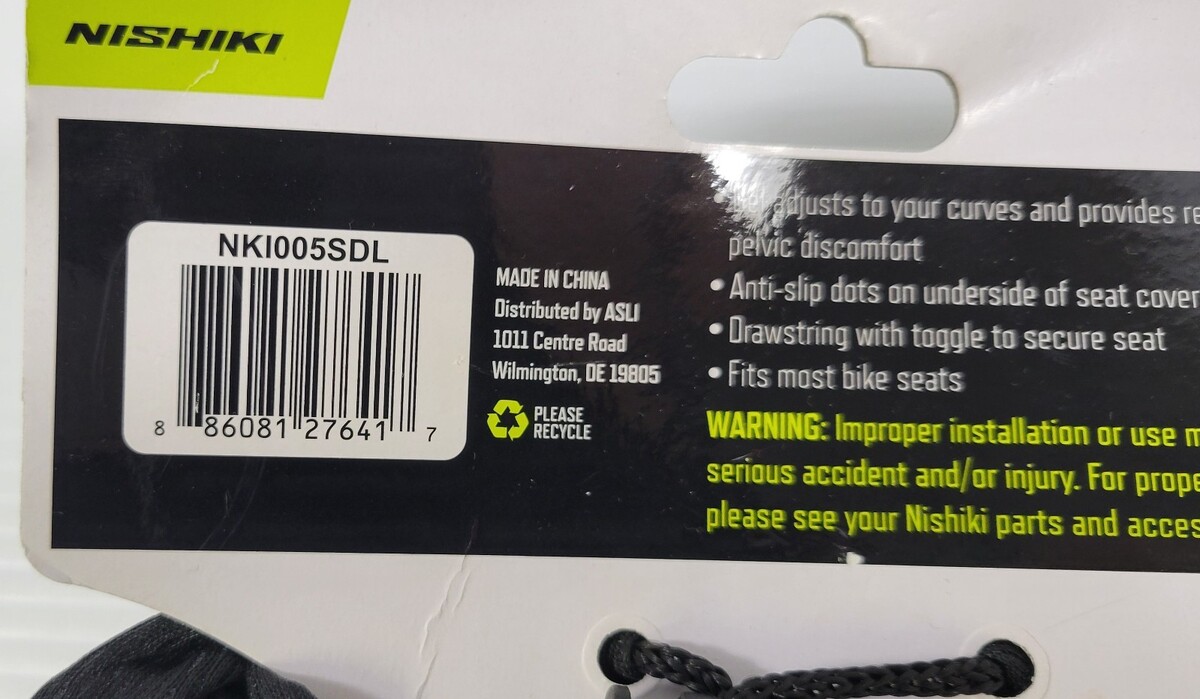 NISHIKI
NKI005SDL
8 86081 27641 7
MADE IN CHINA
Distributed by ASLI
1011 Centre Road
Wilmington, DE 19805
PLEASE
RECYCLE
adjusts to your curves and provides
pelvic discomfort
• Anti-slip dots on underside of seat cover
• Drawstring with toggle to secure seat
• Fits most bike seats
WARNING: Improper installation or use
serious accident and/or injury. For
please see your Nishiki parts and